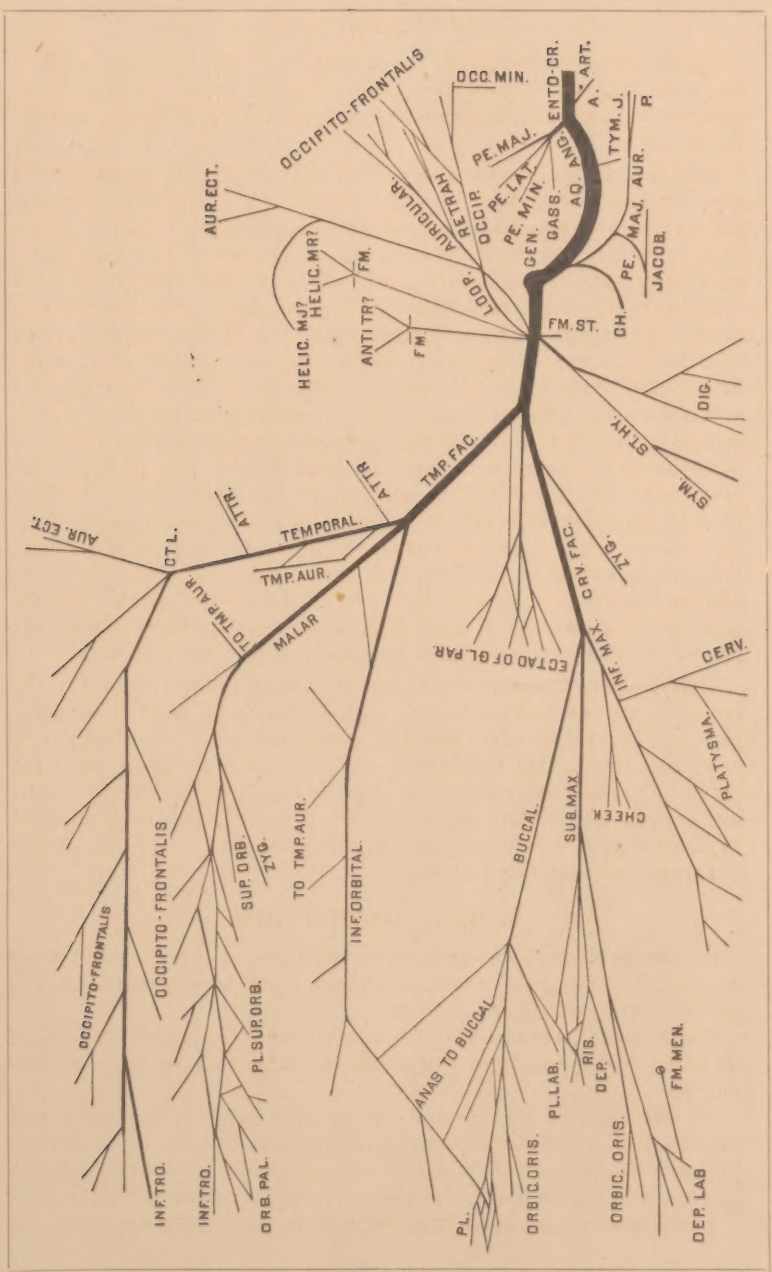 OCC. MIN.
ENTO-CR.
ART.
A.
OCCIPITO-FRONTALIS
PE. MAJ.
PE. LAT.
PE. MIN.
GASS.
ANG.
AQ.
TYM. J.
P.
AUR. ECT.
AURICULAR.
RETRAH
OCCIP.
GEN.
PE. MAJ. AUR.
JACOB.
LOOP.
HELIC. MR?
FM.
HELIC. MJ?
ANTI TR?
FM.
FM. ST.
CH.
DIG.
ST. HY.
SYM.
TMP. FAC.
ATTR
ATTR.
TEMPORAL.
AUR. ECT.
CTL.
TMP. AUR.
TO TMP. AUR.
MALAR
CRV. FAC.
ZYG.
ECTAD OF GL. PAR.
INF. MAX.
CERV.
PLATYSMA.
CHEEK
SUB. MAX
BUCCAL.
TO TMP. AUR.
INF. ORBITAL.
SUP. ORB.
ZYG.
OCCIPITO-FRONTALIS
OCCIPITO-FRONTALIS
PL. SUP. ORB.
ANAS TO BUCCAL
PL. LAB.
RIS.
DEP.
FM. MEN.
INF. TRO.
INF. TRO.
ORB. PAL.
PL.
ORBIC. ORIS.
ORBIC. ORIS.
DEP. LAB